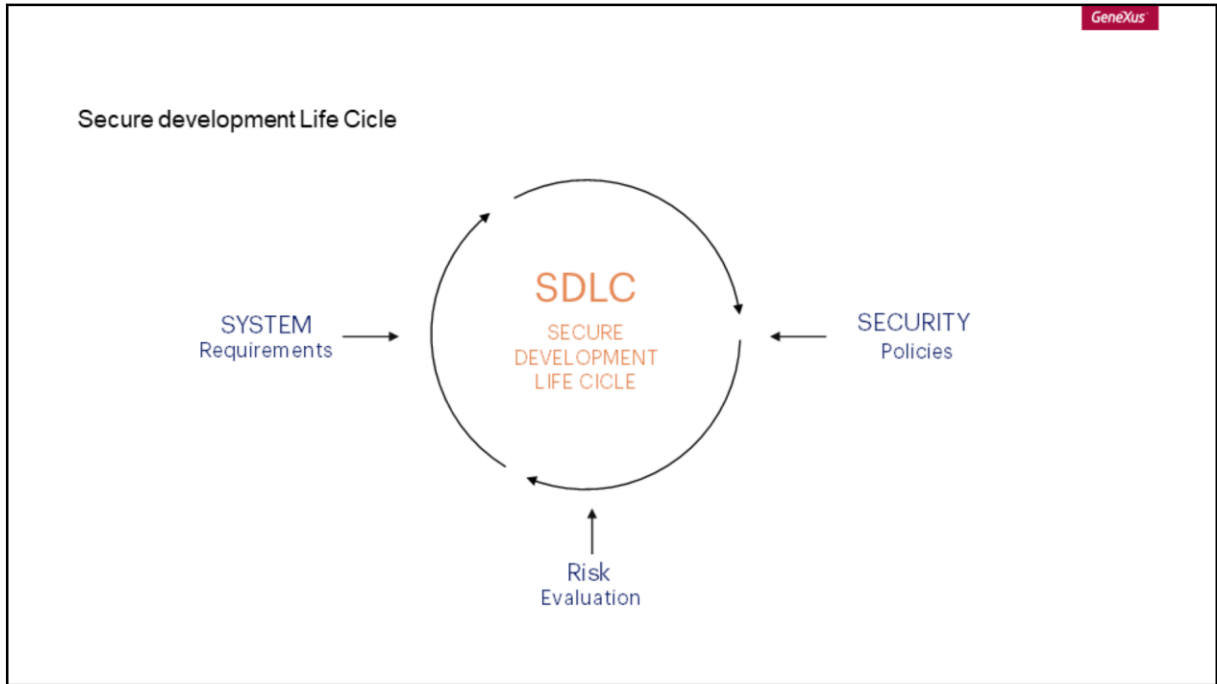 GeneXus
Secure development Life Cicle
SDLC
SECURE
DEVELOPMENT
LIFE CICLE
SYSTEM
Requirements
SECURITY
Policies
Risk
Evaluation